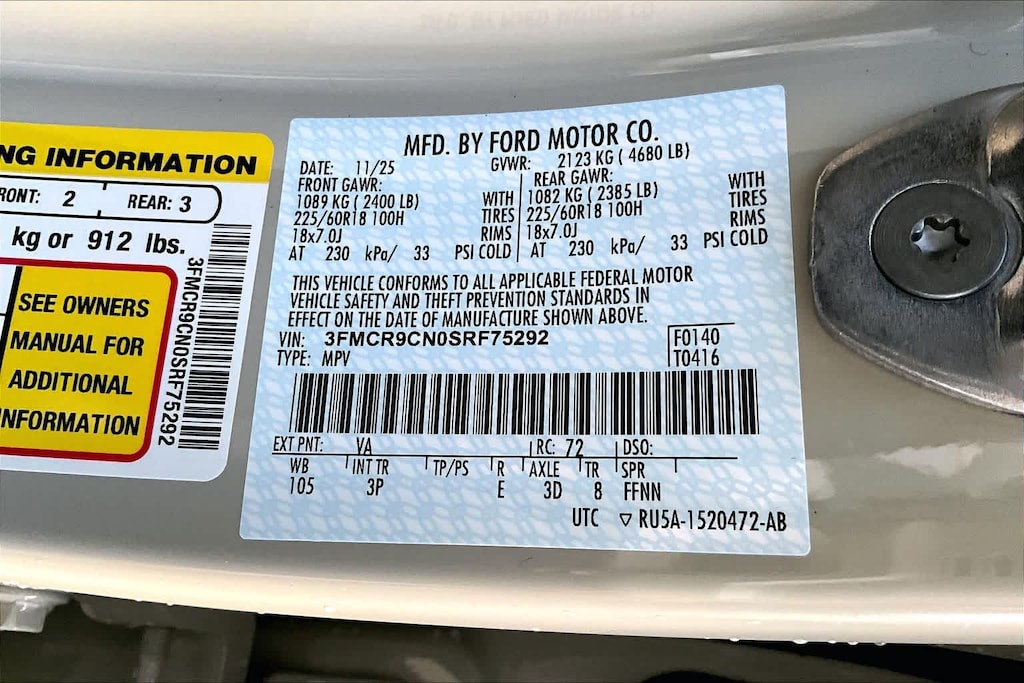 NG INFORMATION
RONT: 2 REAR: 3
kg or 912 lbs.
SEE OWNERS
MANUAL FOR
ADDITIONAL
NFORMATION
3FMCR9CN0SRF75292
MFD. BY FORD MOTOR CO.
DATE: 11/25 GVWR: 2123 KG ( 4680 LB)
FRONT GAWR: REAR GAWR:
1089 KG ( 2400 LB) WITH 1082 KG ( 2385 LB) WITH
225/60R18 100H TIRES 225/60R18 100H TIRES
18x7.0J RIMS 18x7.0J RIMS
AT 230 kPa/ 33 PSI COLD AT 230 kPa/ 33 PSI COLD
THIS VEHICLE CONFORMS TO ALL APPLICABLE FEDERAL MOTOR
VEHICLE SAFETY AND THEFT PREVENTION STANDARDS IN
EFFECT ON THE DATE OF MANUFACTURE SHOWN ABOVE.
VIN: 3FMCR9CN0SRF75292 F0140
TYPE: MPV T0416
EXT PNT: VA RC: 72 DSO:
WB INT TR TP/PS R AXLE TR SPR
105 3P E 3D 8 FFNN
UTC ▽ RU5A-1520472-AB